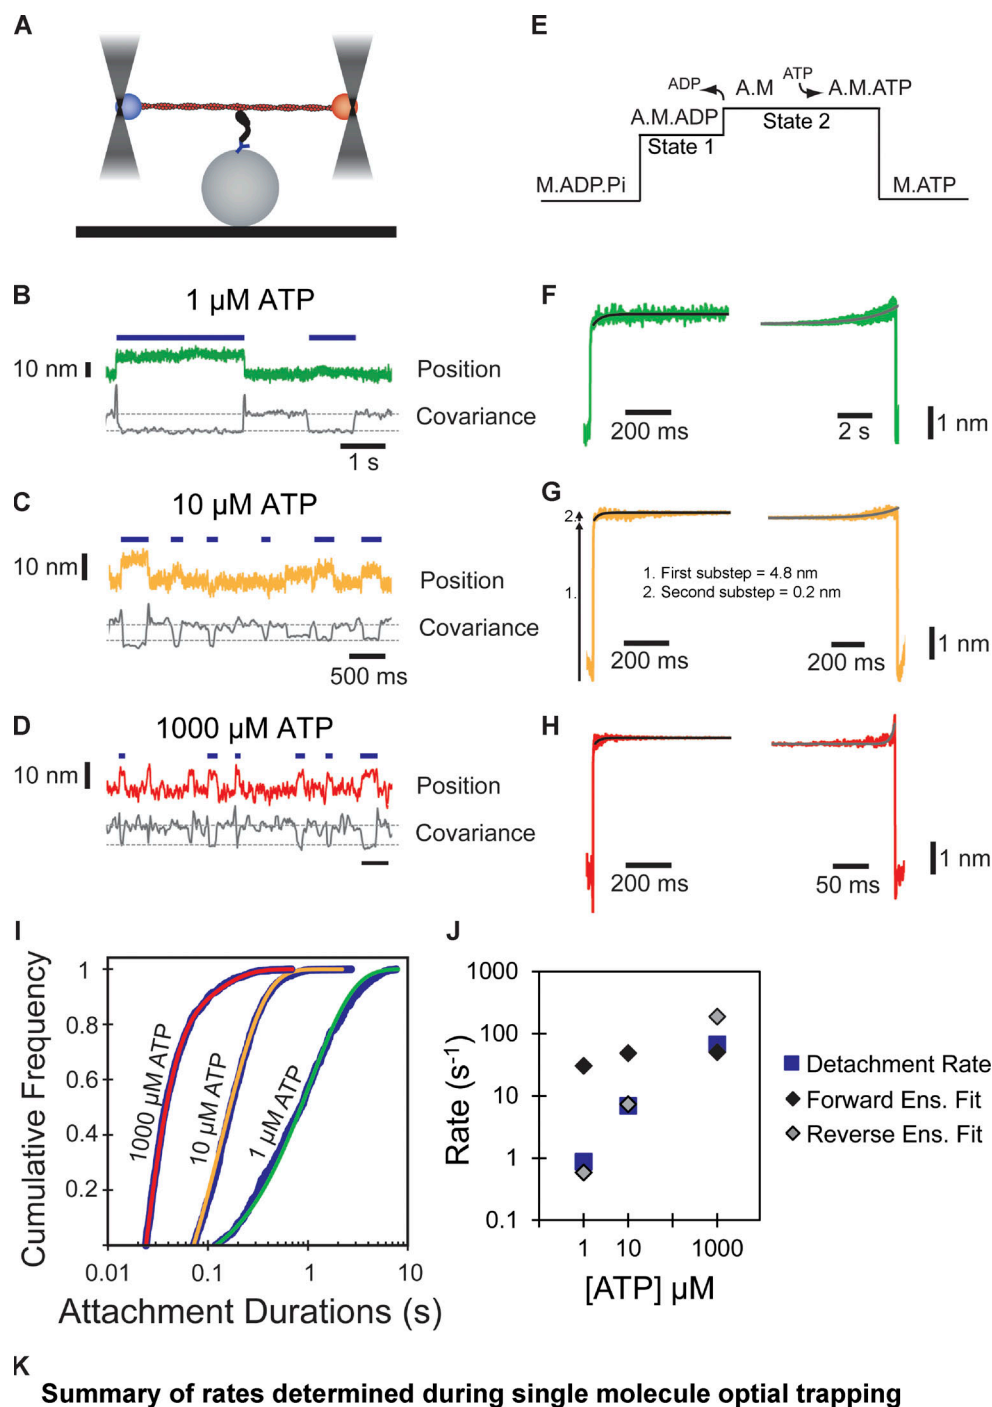 A
E
ADP
A.M
ATP
A.M.ATP
A.M.ADP
State 1
State 2
M.ADP.Pi
M.ATP
B
1 µM ATP
10 nm
Position
Covariance
1 s
F
200 ms
2 s
1 nm
C
10 µM ATP
10 nm
Position
Covariance
500 ms
G
2.
1.
1. First substep = 4.8 nm
2. Second substep = 0.2 nm
200 ms
200 ms
1 nm
D
1000 µM ATP
10 nm
Position
Covariance
H
200 ms
50 ms
1 nm
I
Cumulative Frequency
1
0.8
0.6
0.4
0.2
1000 µM ATP
10 µM ATP
1 µM ATP
0.01
0.1
1
10
Attachment Durations (s)
J
Rate (s-1)
1000
100
10
1
0.1
1
10
1000
[ATP] µM
Detachment Rate
Forward Ens. Fit
Reverse Ens. Fit
K
Summary of rates determined during single molecule optial trapping